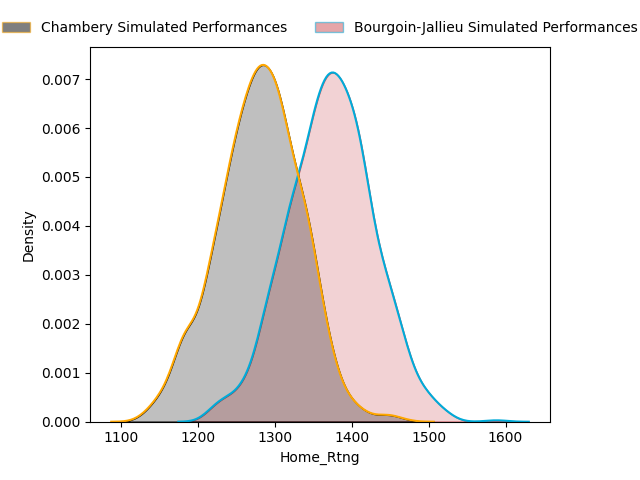 Chambery Simulated Performances Bourgoin-Jallieu Simulated Performances
0.007
0.006
0.005
0.004
0.003
0.002
0.001
0.000
Density
1100 1200 1300 1400 1500 1600
Home_Rtng